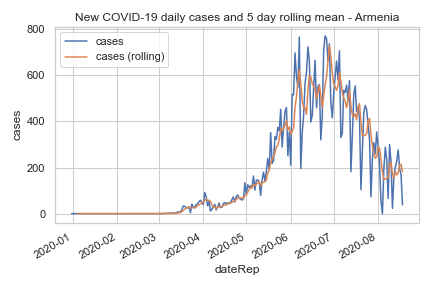 New COVID-19 daily cases and 5 day rolling mean - Armenia
cases
cases (rolling)
800
600
400
200
0
cases
2020-01
2020-02
2020-03
2020-04
2020-05
2020-06
2020-07
2020-08
dateRep